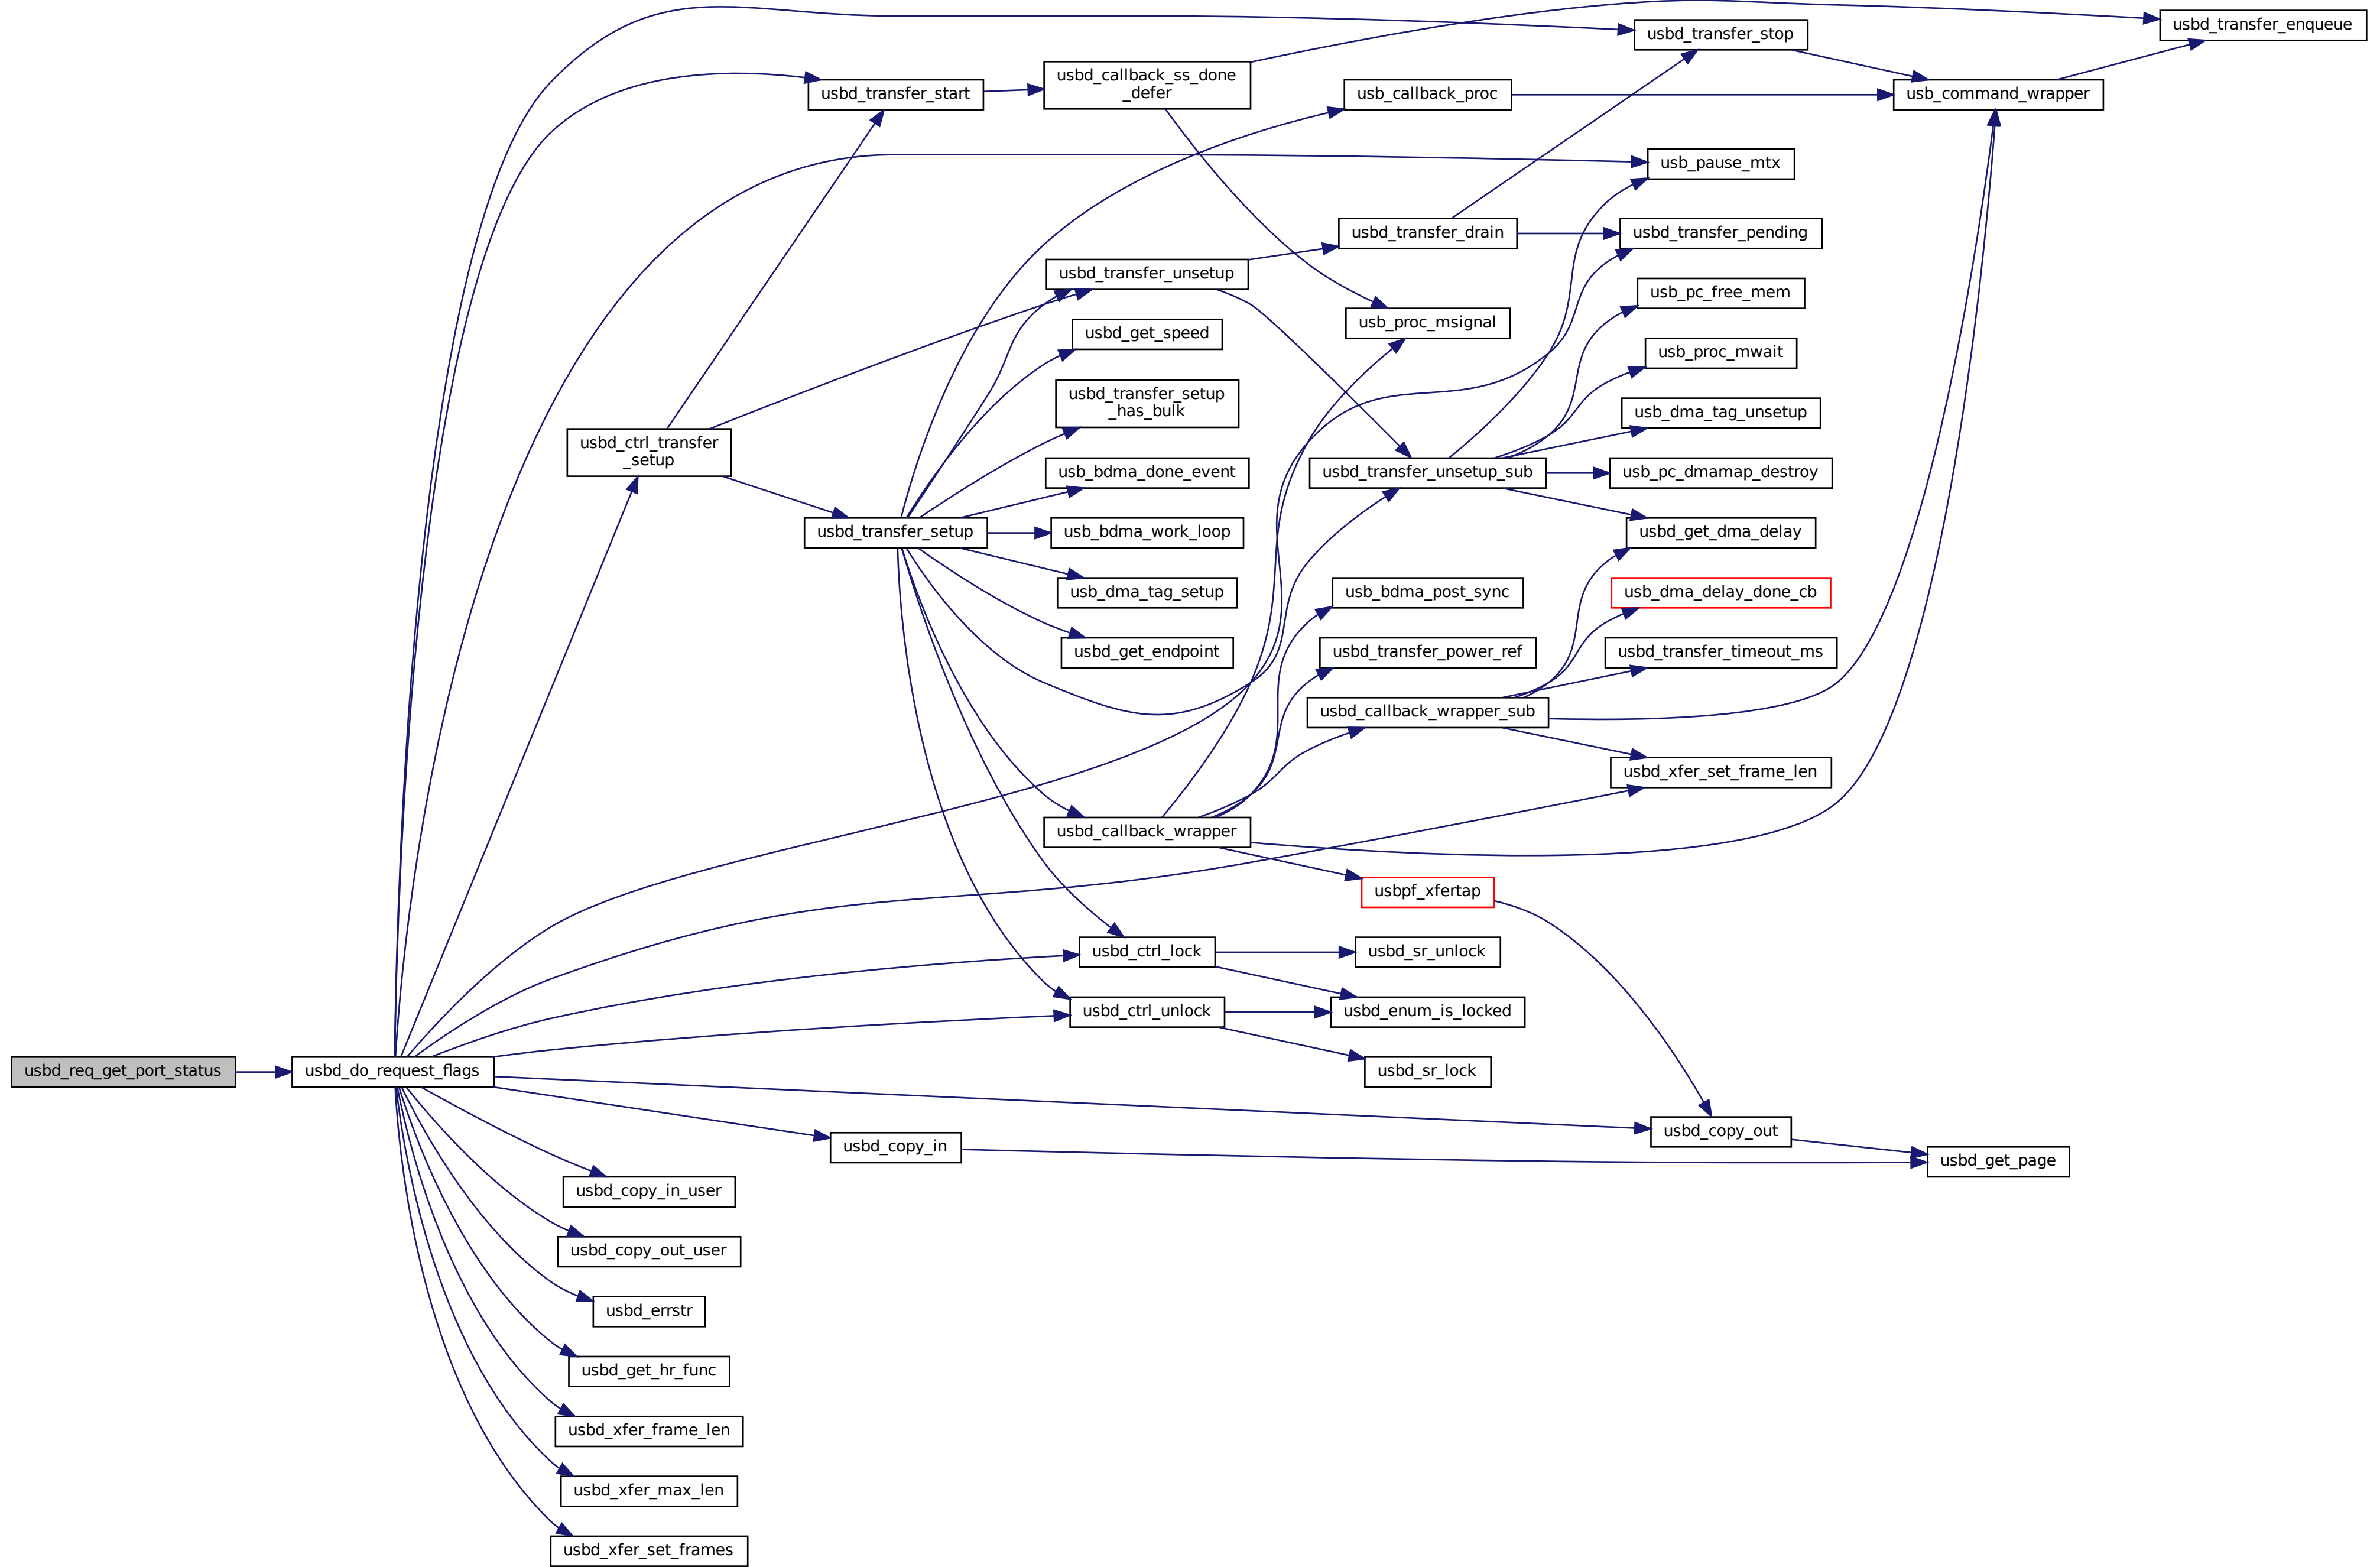 usbd_req_get_port_status
usbd_do_request_flags
usbd_ctrl_transfer
_setup
usbd_copy_in_user
usbd_copy_out_user
usbd_errstr
usbd_get_hr_func
usbd_xfer_frame_len
usbd_xfer_max_len
usbd_xfer_set_frames
usbd_transfer_start
usbd_transfer_setup
usbd_copy_in
usbd_callback_ss_done
_defer
usbd_transfer_unsetup
usbd_get_speed
usbd_transfer_setup
_has_bulk
usb_bdma_done_event
usb_bdma_work_loop
usb_dma_tag_setup
usbd_get_endpoint
usbd_callback_wrapper
usbd_ctrl_lock
usbd_ctrl_unlock
usb_callback_proc
usbd_transfer_drain
usb_proc_msignal
usbd_transfer_unsetup_sub
usb_bdma_post_sync
usbd_transfer_power_ref
usbd_callback_wrapper_sub
usbpf_xfertap
usbd_sr_unlock
usbd_enum_is_locked
usbd_sr_lock
usbd_transfer_stop
usb_pause_mtx
usbd_transfer_pending
usb_pc_free_mem
usb_proc_mwait
usb_dma_tag_unsetup
usb_pc_dmamap_destroy
usbd_get_dma_delay
usb_dma_delay_done_cb
usbd_transfer_timeout_ms
usbd_xfer_set_frame_len
usbd_copy_out
usb_command_wrapper
usbd_get_page
usbd_transfer_enqueue